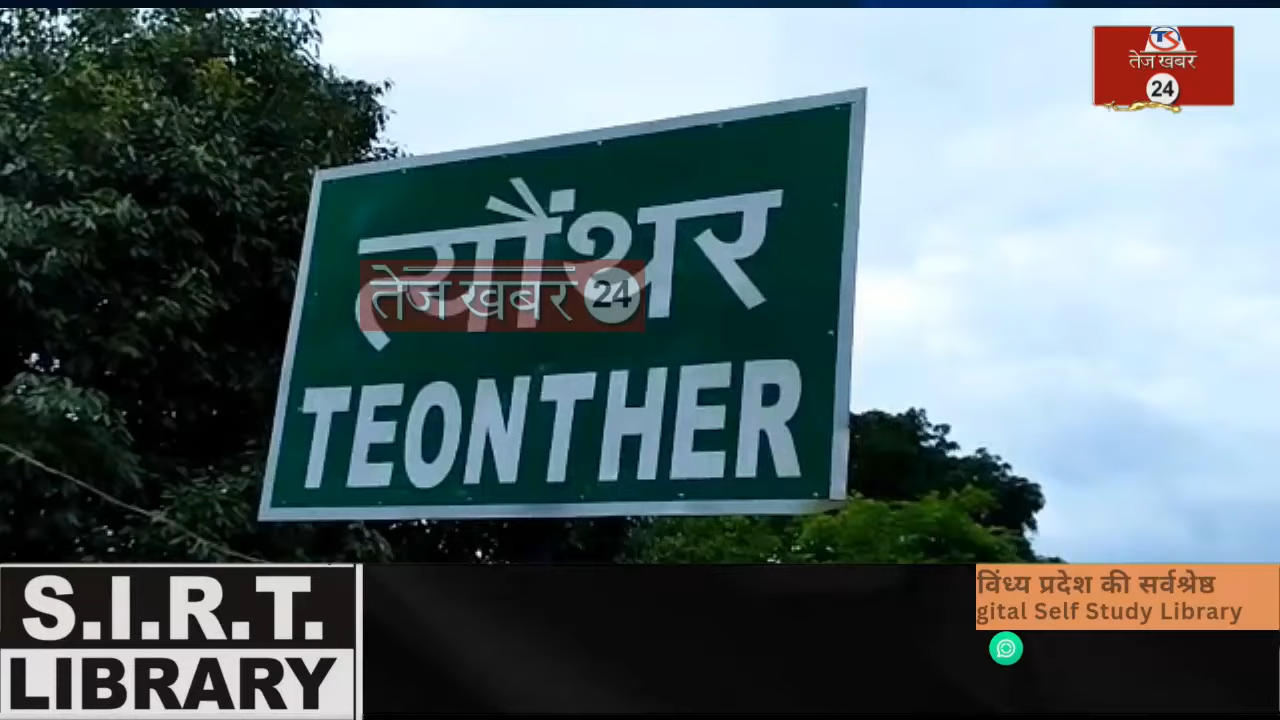 तेज खबर
24
त्यौंथर
तेज खबर 24
TEONTHER
S.I.R.T.
LIBRARY
विंध्य प्रदेश की सर्वश्रेष्ठ
gital Self Study Library